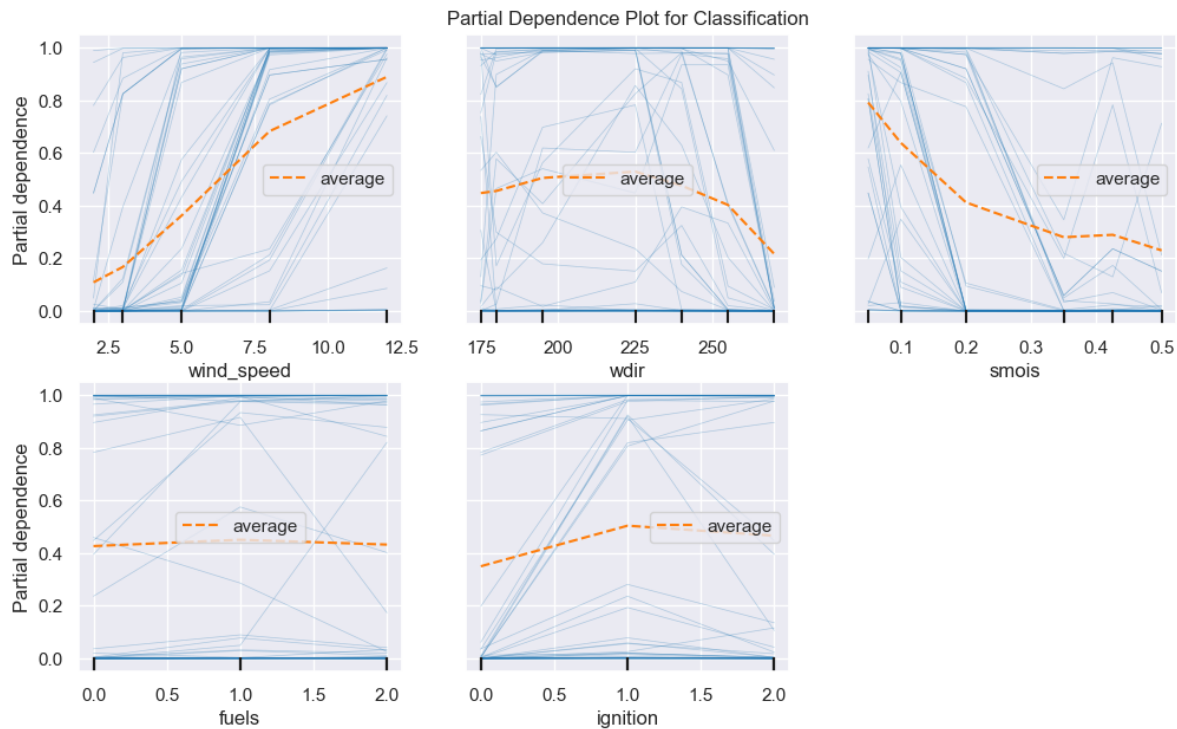 Partial Dependence Plot for Classification
Partial dependence
1.0
0.8
0.6
0.4
0.2
0.0
average
2.5 5.0 7.5 10.0 12.5
wind_speed
average
175 200 225 250
wdir
average
0.1 0.2 0.3 0.4 0.5
smois
Partial dependence
1.0
0.8
0.6
0.4
0.2
0.0
average
0.0 0.5 1.0 1.5 2.0
fuels
average
0.0 0.5 1.0 1.5 2.0
ignition